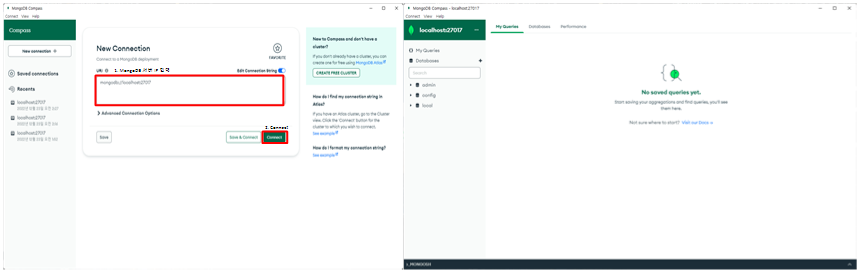 MongoDB Compass
Connect View Help
Compass
New connection +
Saved connections
Recents
localhost:27017
localhost:27017
localhost:27017
New Connection
Connect to a MongoDB deployment
FAVORITE
URI
1. MongoDB
Edit Connection String
mongodb://localhost:27017
Advanced Connection Options
2. Connect
Save
Save & Connect
Connect
New to Compass and don't have a cluster?
If you don't already have a cluster, you can
create one for free using MongoDB Atlas
CREATE FREE CLUSTER
How do I find my connection string in
Atlas?
If you have an Atlas cluster, go to the Cluster
view. Click the 'Connect' button for the
cluster to which you wish to connect.
See example
How do I format my connection string?
See example
MongoDB Compass - localhost:27017
Connect View Help
localhost:27017
...
My Queries
Databases
Search
admin
config
local
My Queries
Databases
Performance
No saved queries yet.
Start saving your aggregations and find queries, you'll see
them here.
Not sure where to start? Visit our Docs
>_MONGOSH